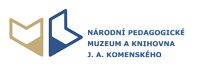 NÁRODNÍ PEDAGOGICKÉ
MUZEUM A KNIHOVNA
J. A. KOMENSKÉHO